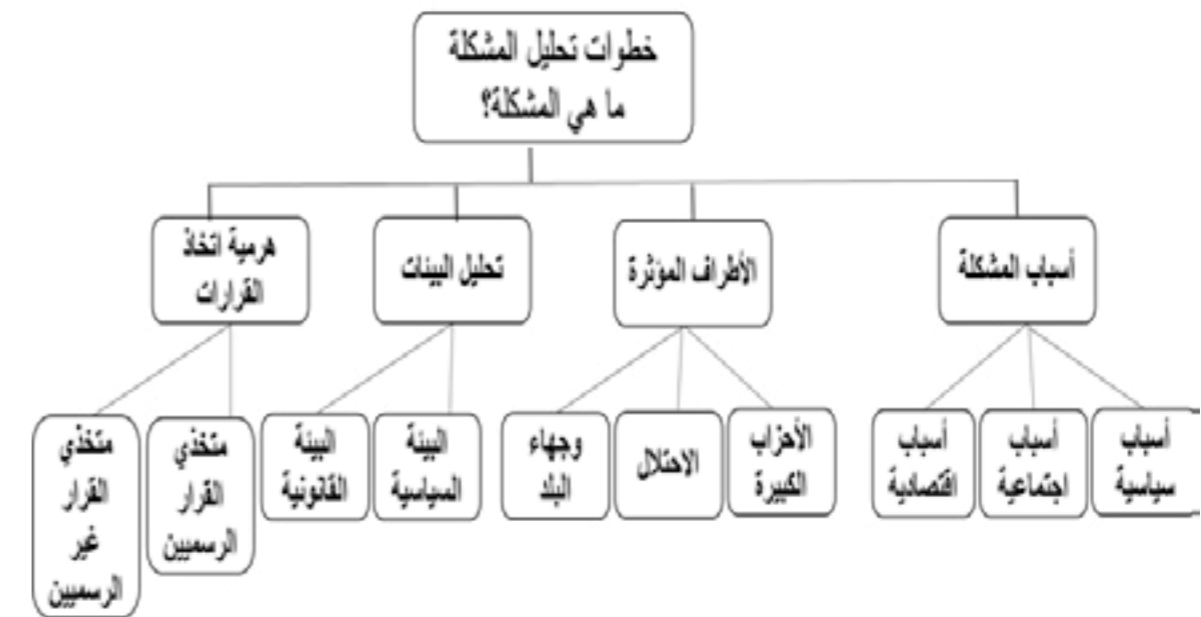 خطوات تحليل المشكلة
ما هي المشكلة؟
أسباب المشكلة
الأطراف المؤثرة
تحليل البيئات
هرمية اتخاذ
القرارات
أسباب
سياسية
أسباب
اجتماعية
أسباب
اقتصادية
الأحزاب
الكبيرة
الاحتلال
وجهاء
البلد
البيئة
السياسية
البيئة
القانونية
متخذي
القرار
الرسميين
متخذي
القرار
غير
الرسميين